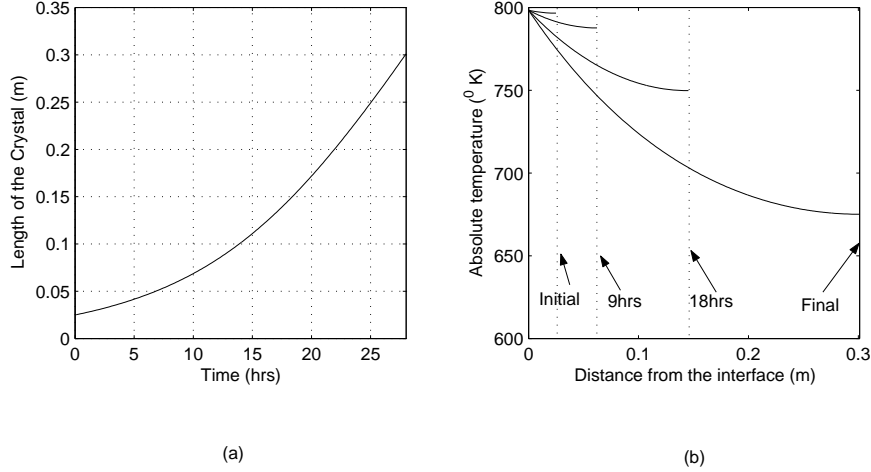 0.35
0.3
0.25
0.2
0.15
0.1
0.05
0
0 5 10 15 20 25
Length of the Crystal (m)
Time (hrs)
(a)
800
750
700
650
600
0 0.1 0.2 0.3
Absolute temperature (⁰ K)
Distance from the interface (m)
Initial 9hrs 18hrs Final
(b)